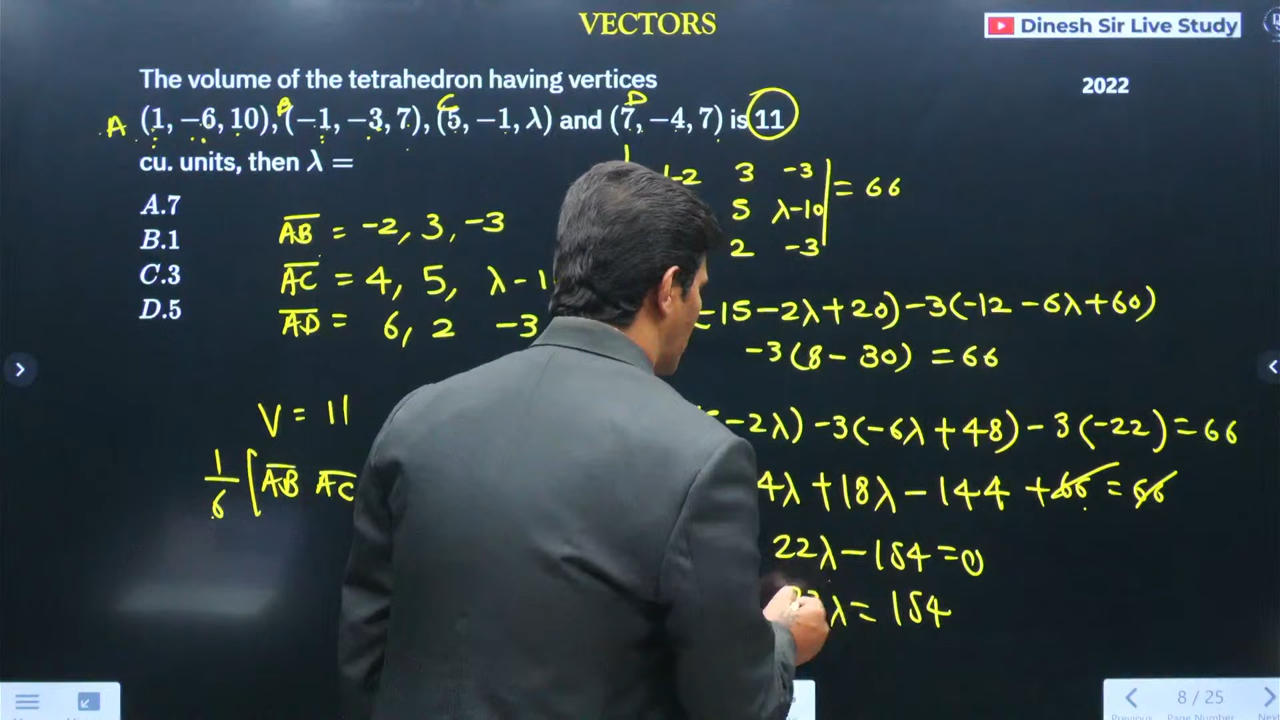 VECTORS
Dinesh Sir Live Study
The volume of the tetrahedron having vertices
2022
A (1, −6, 10), B (−1, −3, 7), C (5, −1, λ) and D (7, −4, 7) is 11
cu. units, then λ =
A.7
B.1
C.3
D.5
AB = -2, 3, -3
AC = 4, 5, λ-1
AD = 6, 2 -3
V = 11
1/6 [AB AC
-2 3 -3
5 λ-10 = 66
2 -3
-15-2λ+20)-3(-12-6λ+60)
-3(8-30) = 66
-2λ) -3(-6λ+48)-3(-22)=66
4λ+18λ-144+66=66
22λ-154=0
λ= 154
8 / 25
Previous Page Number